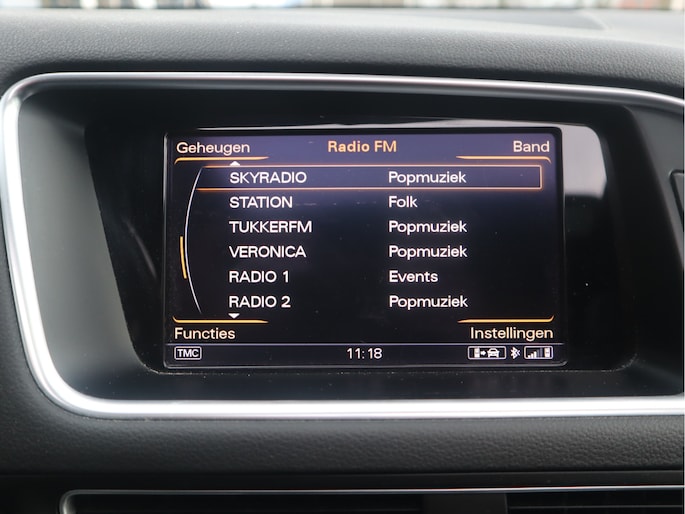 Geheugen Radio FM Band
SKYRADIO Popmuziek
STATION Folk
TUKKERFM Popmuziek
VERONICA Popmuziek
RADIO 1 Events
RADIO 2 Popmuziek
Functies Instellingen
TMC 11:18